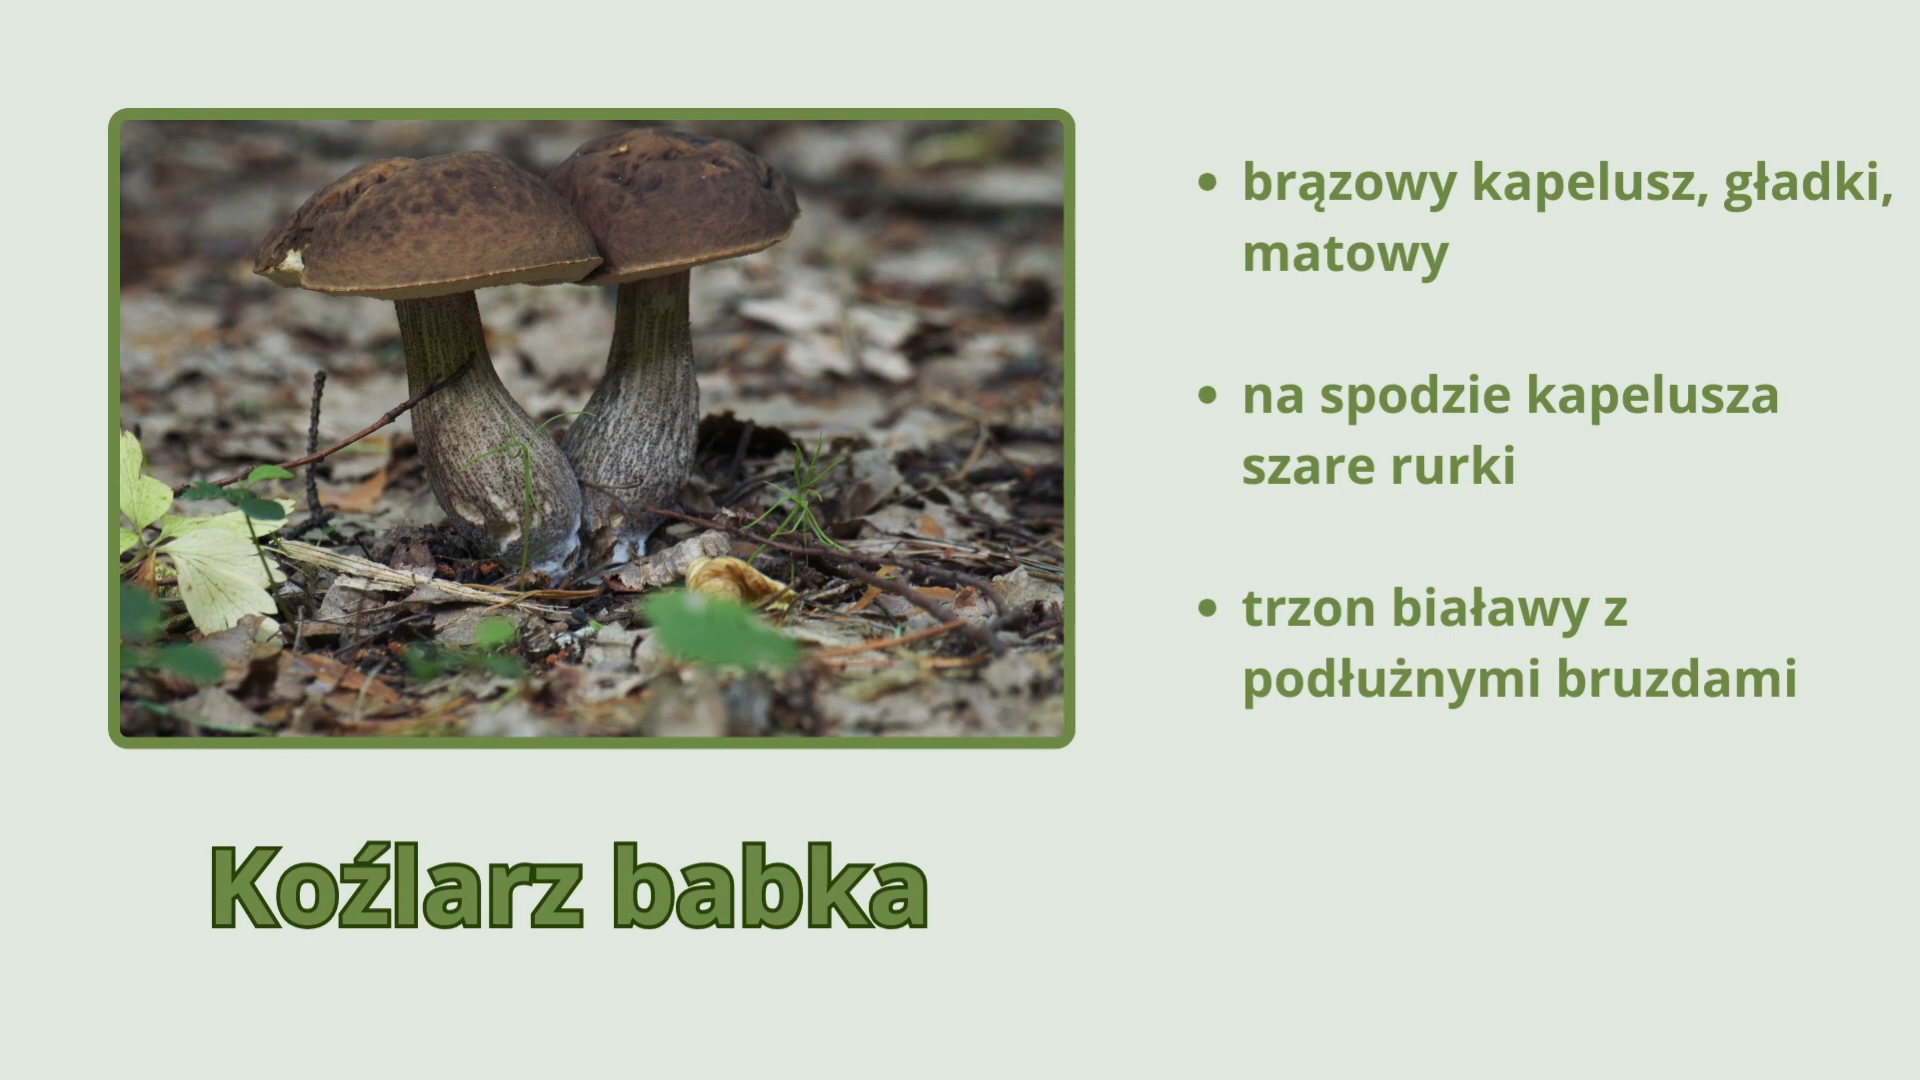 • brązowy kapelusz, gładki,
matowy
• na spodzie kapelusza
szare rurki
• trzon białawy z
podłużnymi bruzdami
Koźlarz babka